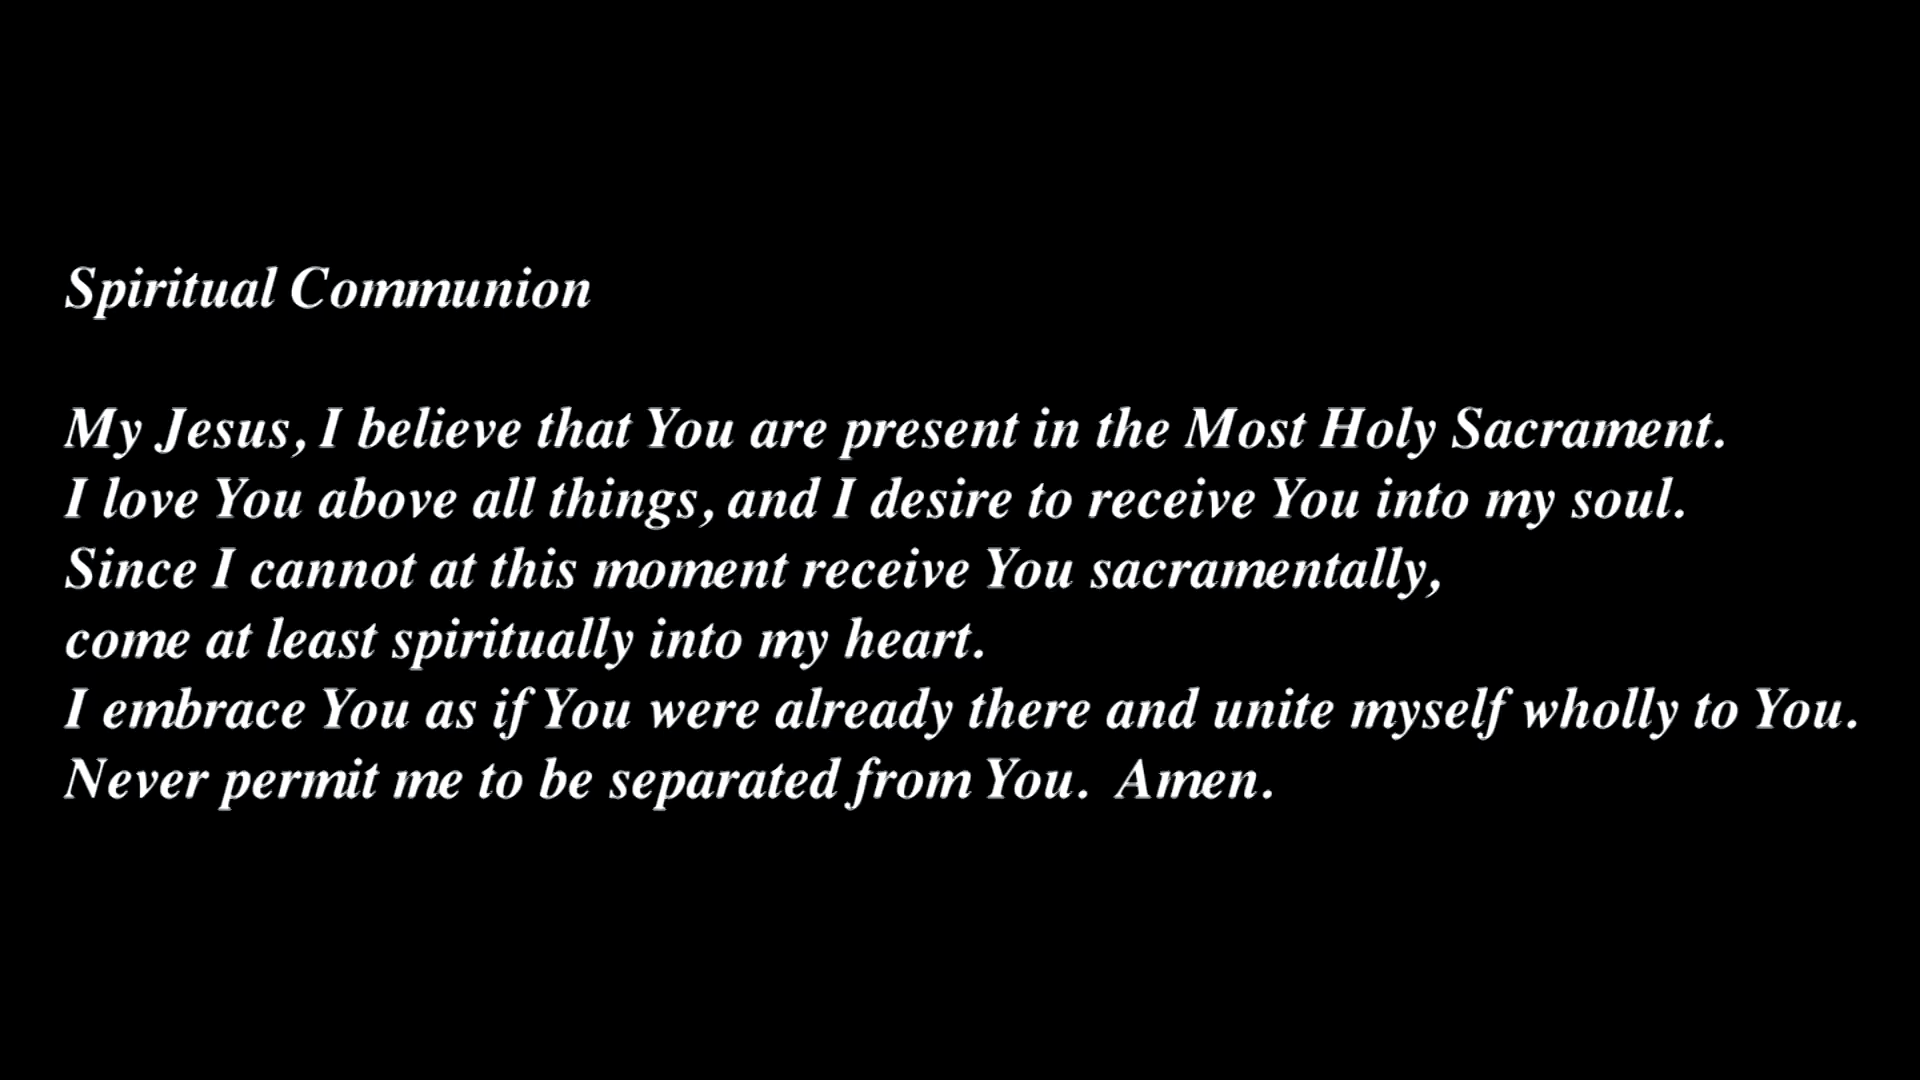 Spiritual Communion
My Jesus, I believe that You are present in the Most Holy Sacrament.
I love You above all things, and I desire to receive You into my soul.
Since I cannot at this moment receive You sacramentally,
come at least spiritually into my heart.
I embrace You as if You were already there and unite myself wholly to You.
Never permit me to be separated from You.  Amen.